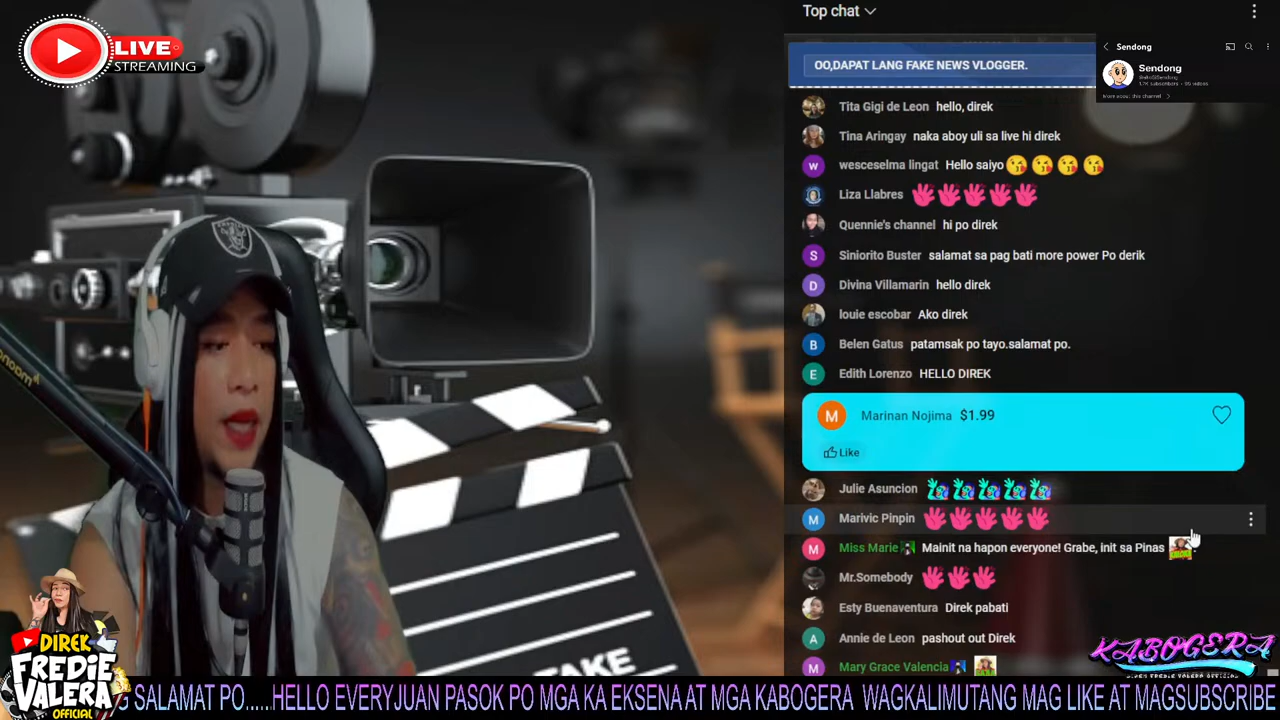 LIVE
STREAMING
Top chat
Sendong
Sendong
OO,DAPAT LANG FAKE NEWS VLOGGER.
Tita Gigi de Leon hello, direk
Tina Aringay naka aboy uli sa live hi direk
w wesceselma lingat Hello saiyo
Liza Llabres
Quennie's channel hi po direk
S Siniorito Buster salamat sa pag bati more power Po derik
D Divina Villamarin hello direk
louie escobar Ako direk
B Belen Gatus patamsak po tayo.salamat po.
E Edith Lorenzo HELLO DIREK
M Marinan Nojima $1.99
Like
Julie Asuncion
M Marivic Pinpin
M Miss Marie Mainit na hapon everyone! Grabe, init sa Pinas
Mr.Somebody
Esty Buenaventura Direk pabati
A Annie de Leon pashout out Direk
M Mary Grace Valencia
maono
TAKE
DIREK
FREDIE
VALERA
OFFICIAL
KABOGERA
DIREK FREDIE VALERA OFFICIAL
G SALAMAT PO.....HELLO EVERYJUAN PASOK PO MGA KA EKSENA AT MGA KABOGERA WAGKALIMUTANG MAG LIKE AT MAGSUBSCRIBE